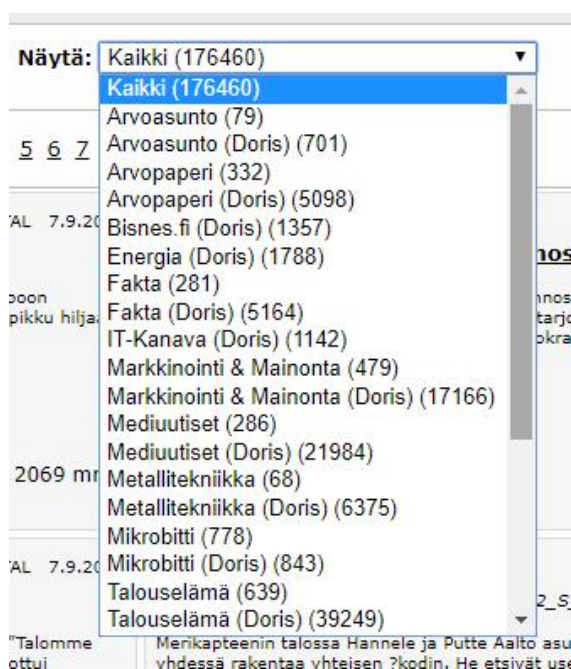 Näytä: Kaikki (176460)
Kaikki (176460)
Arvoasunto (79)
5 6 7
Arvoasunto (Doris) (701)
Arvopaperi (332)
Arvopaperi (Doris) (5098)
7.9.20
Bisnes.fi (Doris) (1357)
Energia (Doris) (1788)
Fakta (281)
Fakta (Doris) (5164)
pikku
IT-Kanava (Doris) (1142)
Markkinointi & Mainonta (479)
Markkinointi & Mainonta (Doris) (17166)
Mediuutiset (286)
Mediuutiset (Doris) (21984)
2069
Metallitekniikka (68)
Metallitekniikka (Doris) (6375)
Mikrobitti (778)
7.9.20
Mikrobitti (Doris) (843)
Talouselämä (639)
Talouselämä (Doris) (39249)
"Talomme
Merikapteenin talossa Hannele ja Putte Aalto
yhdessä rakentaa yhteisen ?kodin. He etsivät